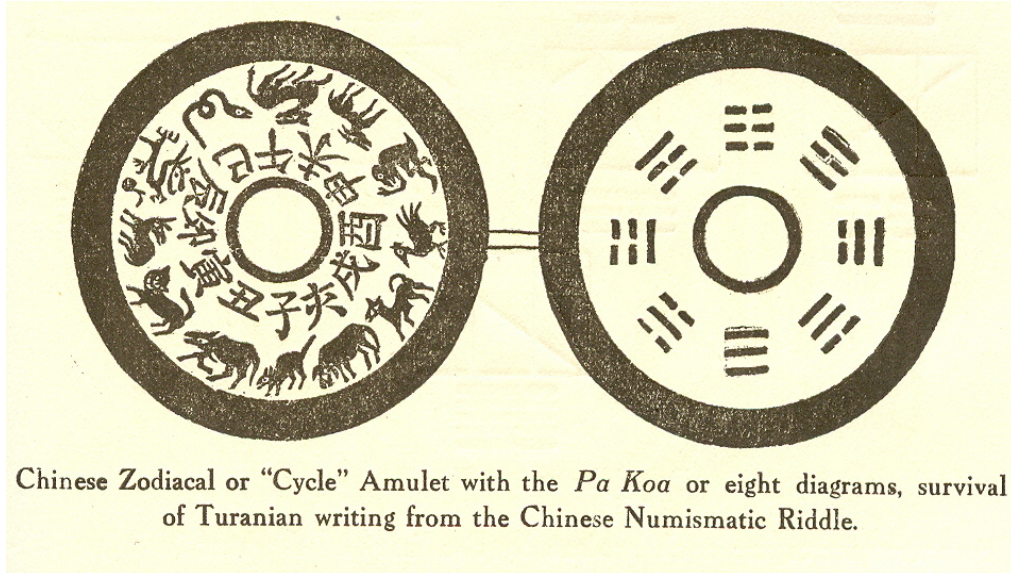 子丑寅卯辰巳午未申酉戌亥
Chinese Zodiacal or “Cycle” Amulet with the Pa Koa or eight diagrams, survival
of Turanian writing from the Chinese Numismatic Riddle.